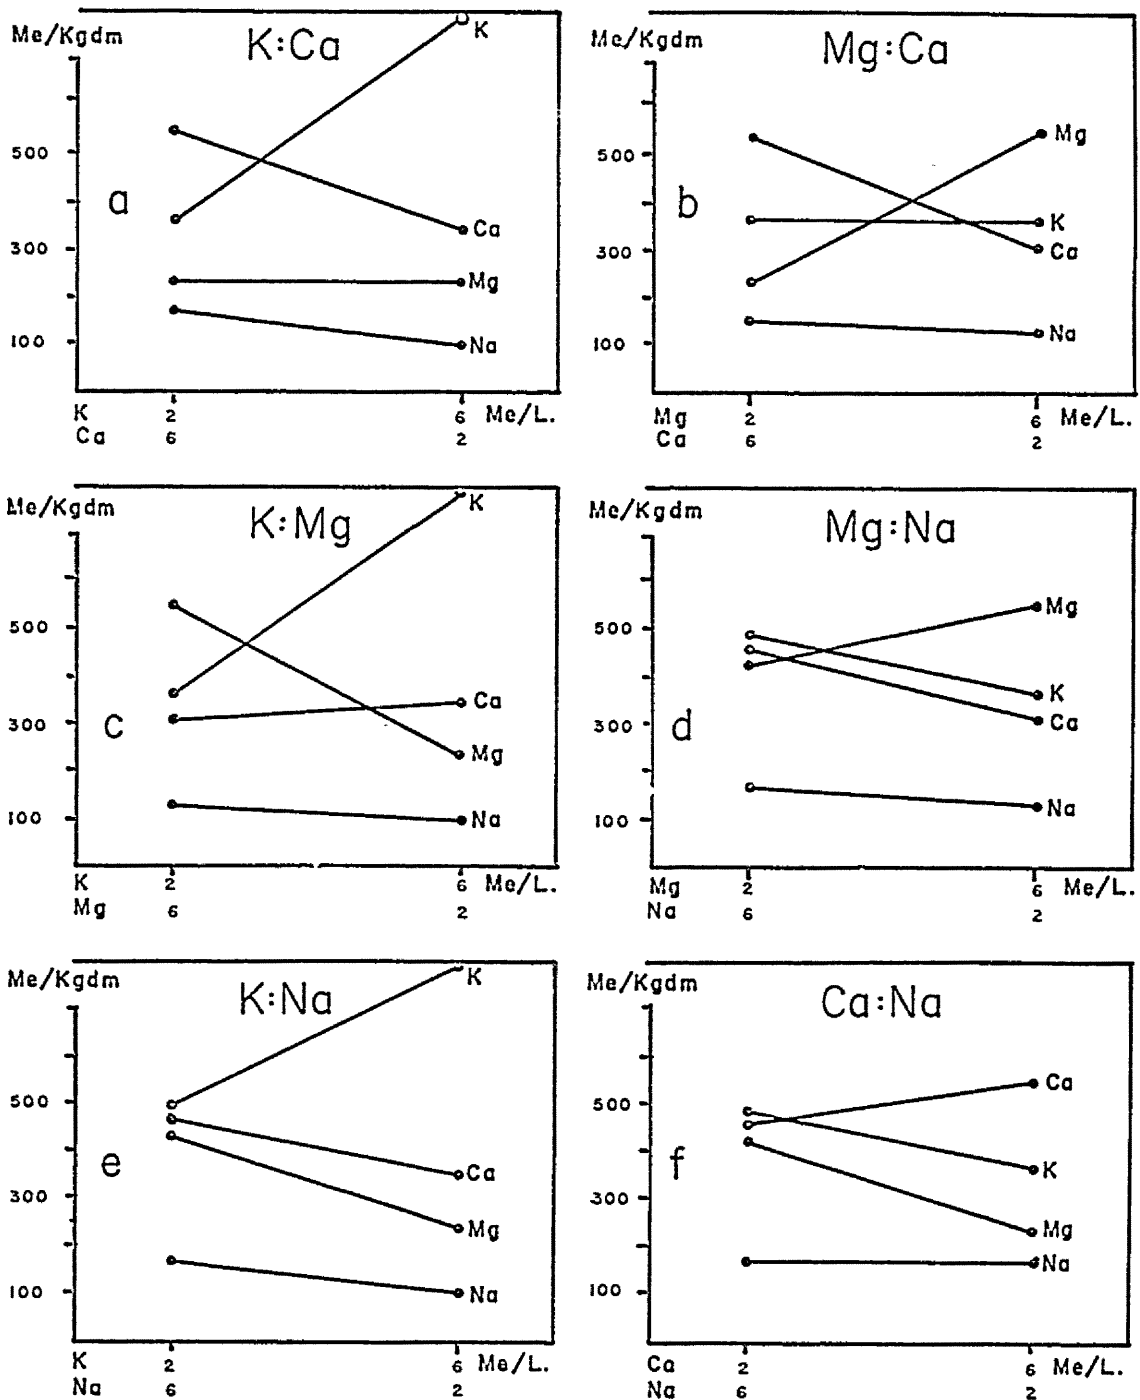 Me/Kgdm
K:Ca
K
500
a
Ca
300
Mg
100
Na
K 2 6 Me/L.
Ca 6 2
Me/Kgdm
Mg:Ca
Mg
500
b
K
300
Ca
100
Na
Mg 2 6 Me/L.
Ca 6 2
Me/Kgdm
K:Mg
K
500
Ca
300
c
Mg
100
Na
K 2 6 Me/L.
Mg 6 2
Me/Kgdm
Mg:Na
Mg
500
K
300
Ca
d
100
Na
Mg 2 6 Me/L.
Na 6 2
Me/Kgdm
K:Na
K
500
e
Ca
300
Mg
100
Na
K 2 6 Me/L.
Na 6 2
Me/Kgdm
Ca:Na
Ca
500
f
K
300
Mg
Na
100
Ca 2 6 Me/L.
Na 6 2